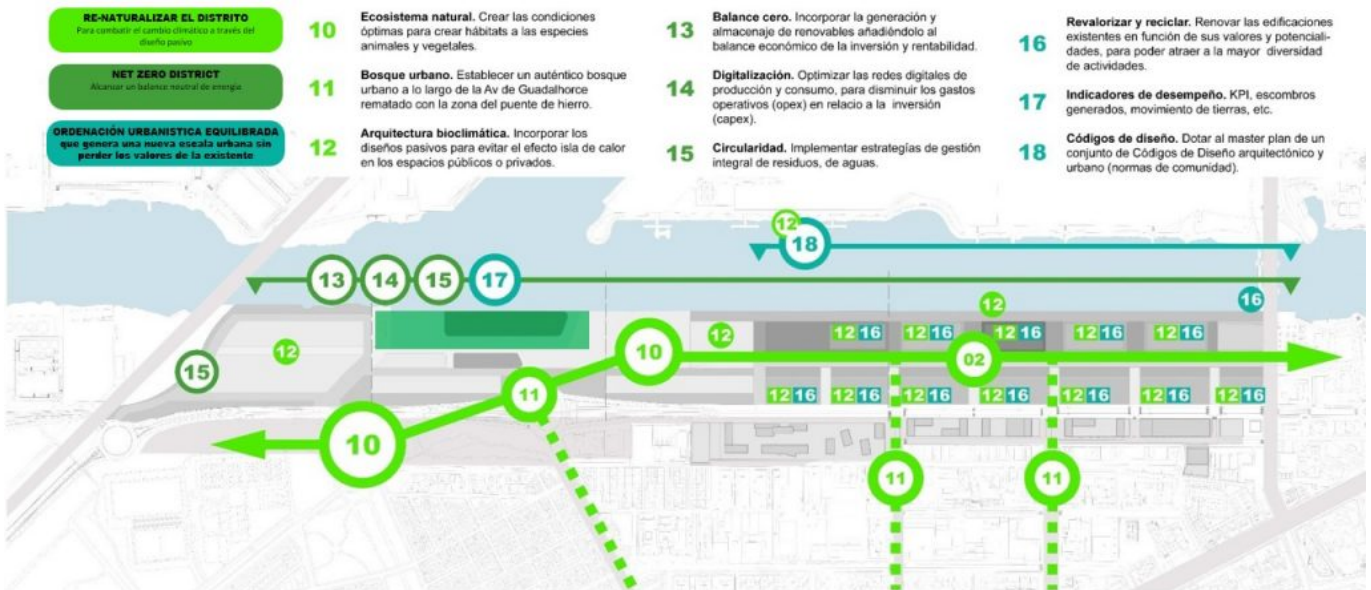 RE-NATURALIZAR EL DISTRITO
Para combatir el cambio climático a través del
diseño pasivo
NET ZERO DISTRICT
Alcanzar un balance neutral de energía
ORDENACIÓN URBANISTICA EQUILIBRADA
que genera una nueva escala urbana sin
perder los valores de la existente
10
Ecosistema natural. Crear las condiciones
óptimas para crear hábitats a las especies
animales y vegetales.
11
Bosque urbano. Establecer un auténtico bosque
urbano a lo largo de la Av de Guadalhorce
rematado con la zona del puente de hierro.
12
Arquitectura bioclimática. Incorporar los
diseños pasivos para evitar el efecto isla de calor
en los espacios públicos o privados.
13
Balance cero. Incorporar la generación y
almacenaje de renovables añadiéndolo al
balance económico de la inversión y rentabilidad.
14
Digitalización. Optimizar las redes digitales de
producción y consumo, para disminuir los gastos
operativos (opex) en relacio a la inversión
(capex).
15
Circularidad. Implementar estratégias de gestión
integral de residuos, de aguas.
16
Revalorizar y reciclar. Renovar las edificaciones
existentes en función de sus valores y potenciali-
dades, para poder atraer a la mayor diversidad
de actividades.
17
Indicadores de desempeño. KPI, escombros
generados, movimiento de tierras, etc.
18
Códigos de diseño. Dotar al master plan de un
conjunto de Códigos de Diseño arquitectónico y
urbano (normas de comunidad).
12
18
13 14 15 17
12 16
12 16 12 16 12 16 12 16 12 16
12 12 10 02
15
11 12 16 12 16 12 16 12 16 12 16 12 16
10
11 11